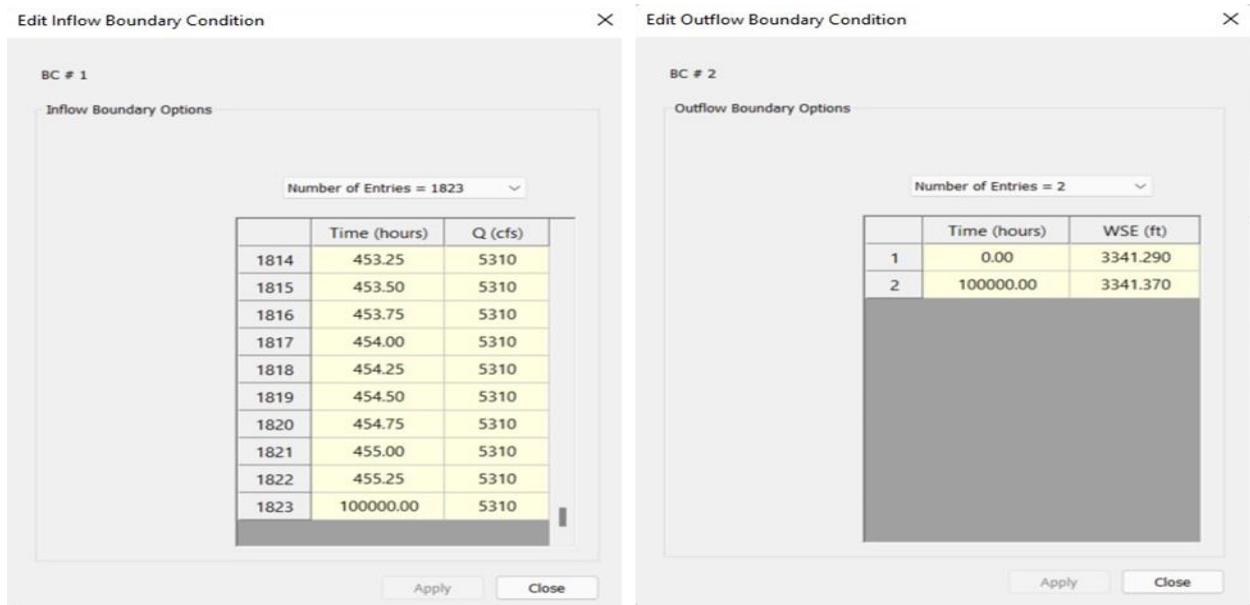 Edit Inflow Boundary Condition
BC # 1
Inflow Boundary Options
Number of Entries = 1823
Time (hours) Q (cfs)
1814 453.25 5310
1815 453.50 5310
1816 453.75 5310
1817 454.00 5310
1818 454.25 5310
1819 454.50 5310
1820 454.75 5310
1821 455.00 5310
1822 455.25 5310
1823 100000.00 5310
Apply Close
Edit Outflow Boundary Condition
BC # 2
Outflow Boundary Options
Number of Entries = 2
Time (hours) WSE (ft)
1 0.00 3341.290
2 100000.00 3341.370
Apply Close